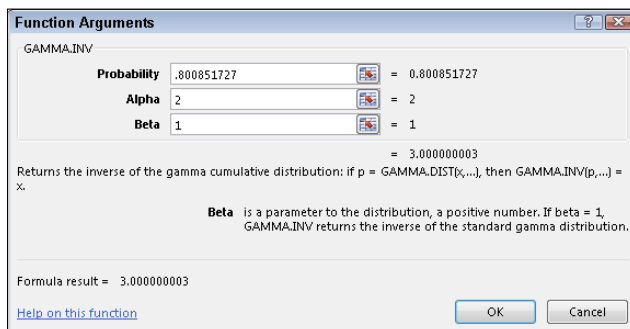 Function Arguments
GAMMA.INV
Probability .800851727 = 0.800851727
Alpha 2 = 2
Beta 1 = 1
= 3.000000003
Returns the inverse of the gamma cumulative distribution: if p = GAMMA.DIST(x,...), then GAMMA.INV(p,...) =
x.
Beta is a parameter to the distribution, a positive number. If beta = 1,
GAMMA.INV returns the inverse of the standard gamma distribution.
Formula result = 3.000000003
Help on this function
OK Cancel